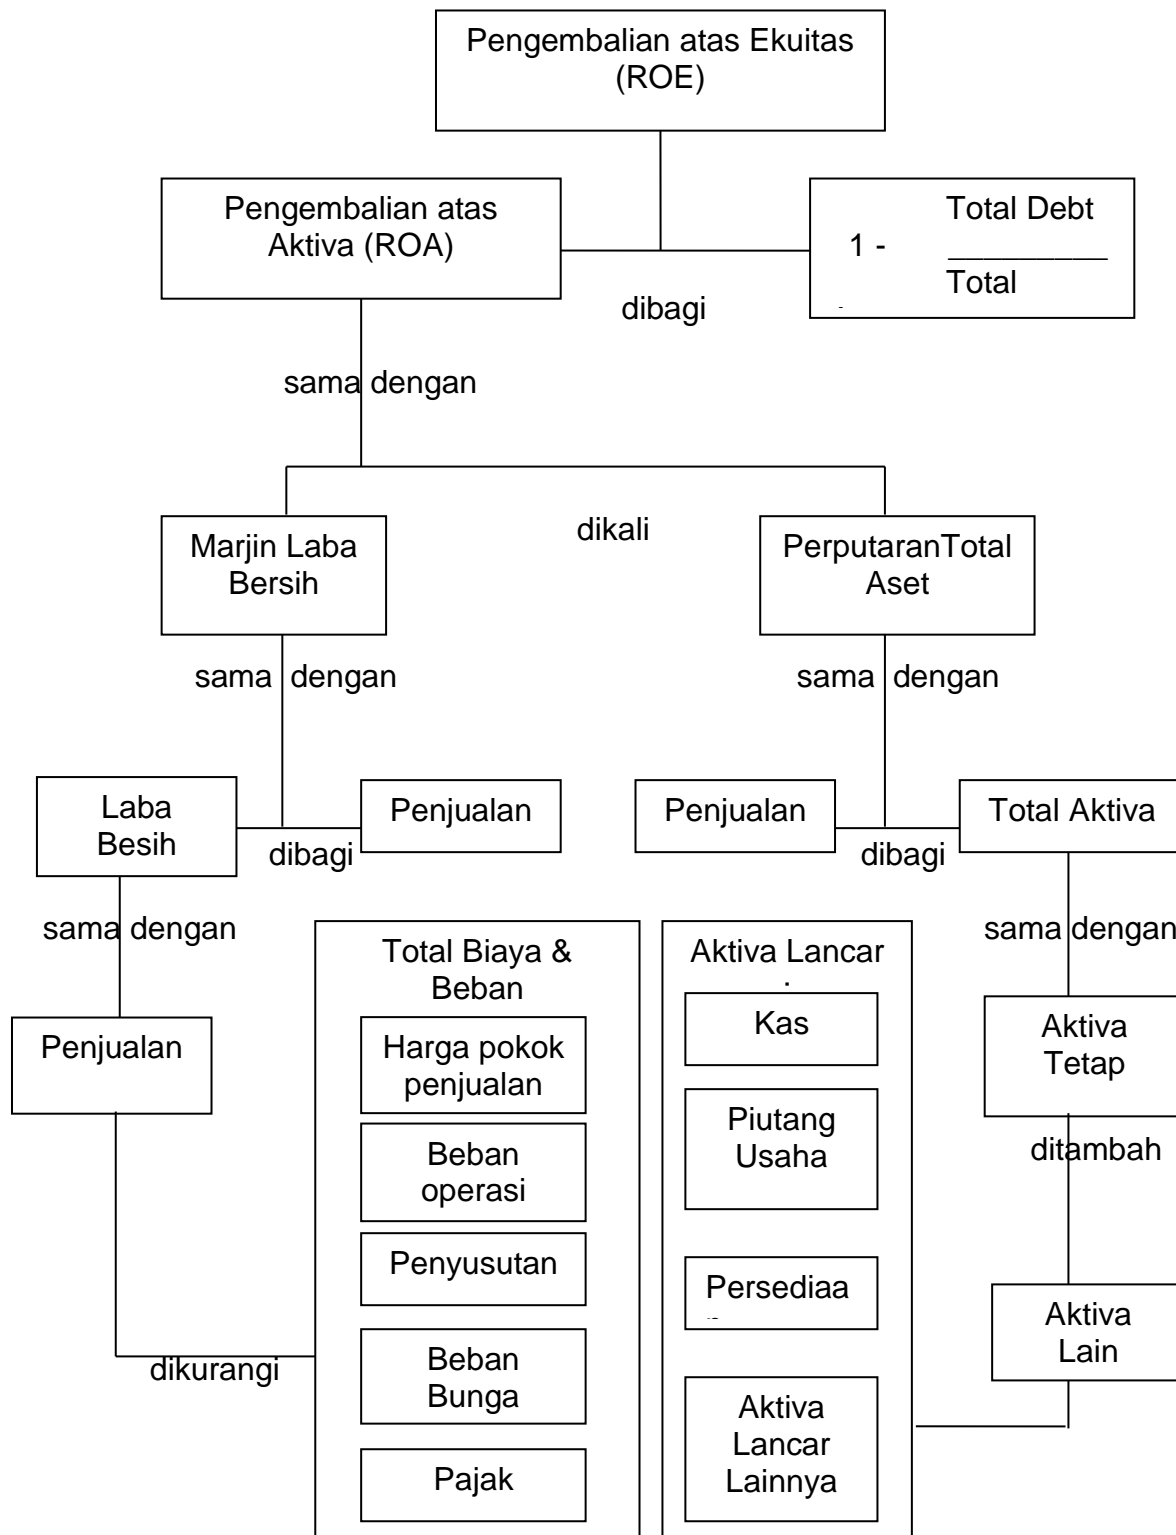 Pengembalian atas Ekuitas
(ROE)
Pengembalian atas
Aktiva (ROA)
Total Debt
1 - _________
Total
dibagi
sama dengan
Marjin Laba
Bersih
dikali
PerputaranTotal
Aset
sama dengan
sama dengan
Laba
Besih
dibagi
Penjualan
Penjualan
dibagi
Total Aktiva
sama dengan
sama dengan
Penjualan
dikurangi
Total Biaya &
Beban
Harga pokok
penjualan
Beban
operasi
Penyusutan
Beban
Bunga
Pajak
Aktiva Lancar
Kas
Piutang
Usaha
Persediaa
Aktiva
Lancar
Lainnya
Aktiva
Tetap
ditambah
Aktiva
Lain